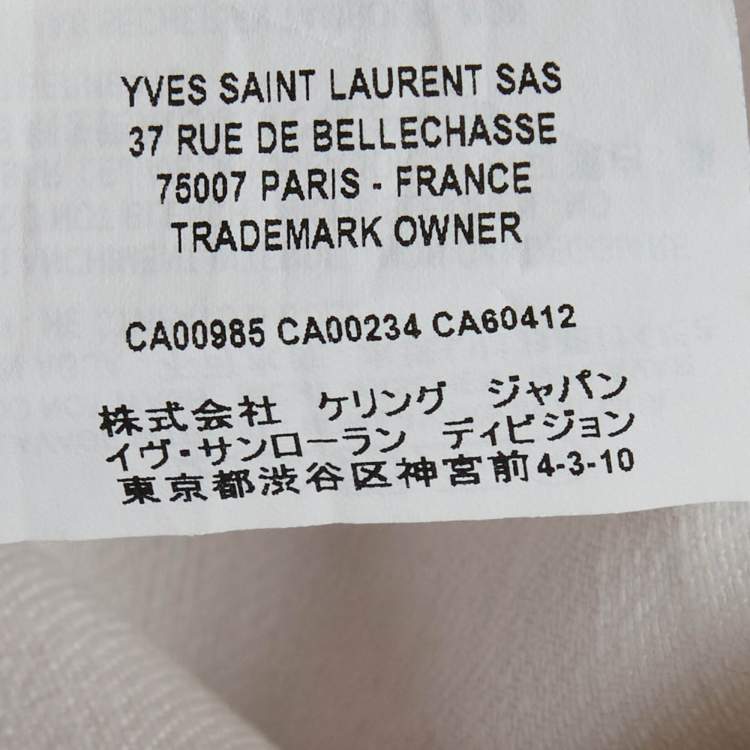 YVES SAINT LAURENT SAS
37 RUE DE BELLECHASSE
75007 PARIS - FRANCE
TRADEMARK OWNER
CA00985 CA00234 CA60412
株式会社 ケリング ジャパン
イヴ・サンローラン ディビジョン
東京都渋谷区神宮前4-3-10